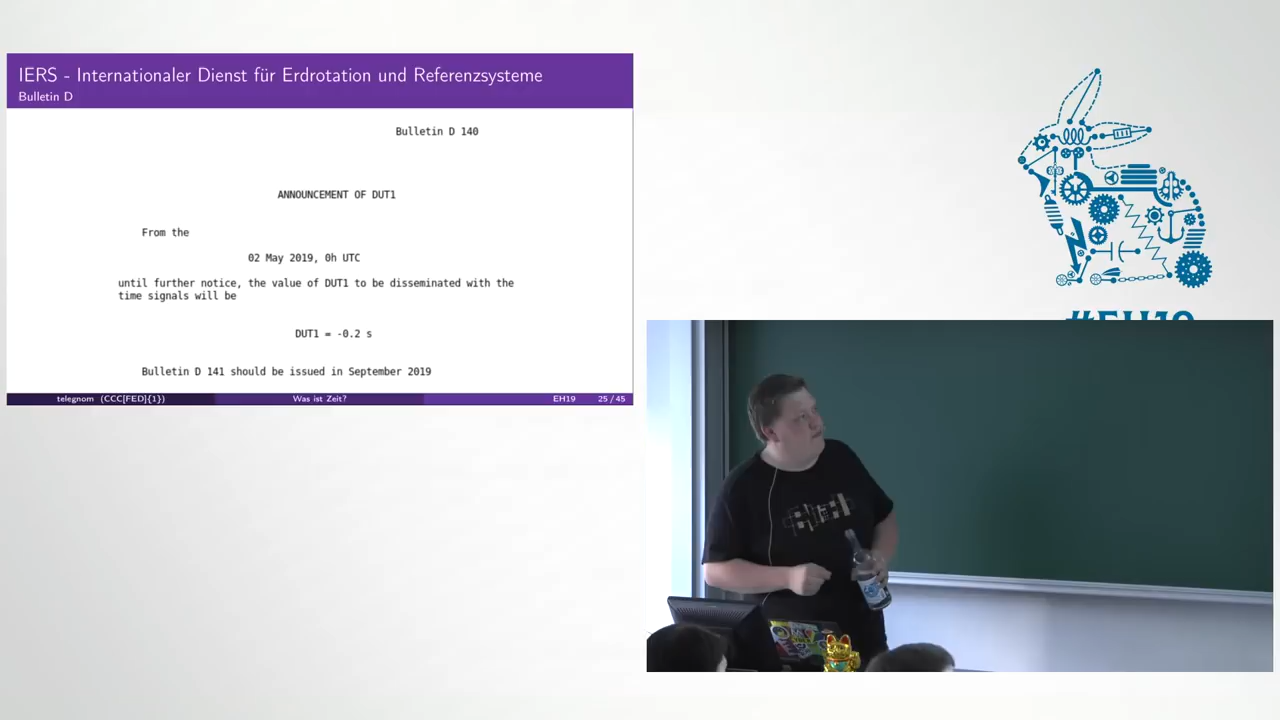 IERS - Internationaler Dienst für Erdrotation und Referenzsysteme
Bulletin D
Bulletin D 140
ANNOUNCEMENT OF DUT1
From the
02 May 2019, 0h UTC
until further notice, the value of DUT1 to be disseminated with the
time signals will be
DUT1 = -0.2 s
Bulletin D 141 should be issued in September 2019
telegnom (CCC[FED]{1}) Was ist Zeit? EH19 25 / 45
#EH19